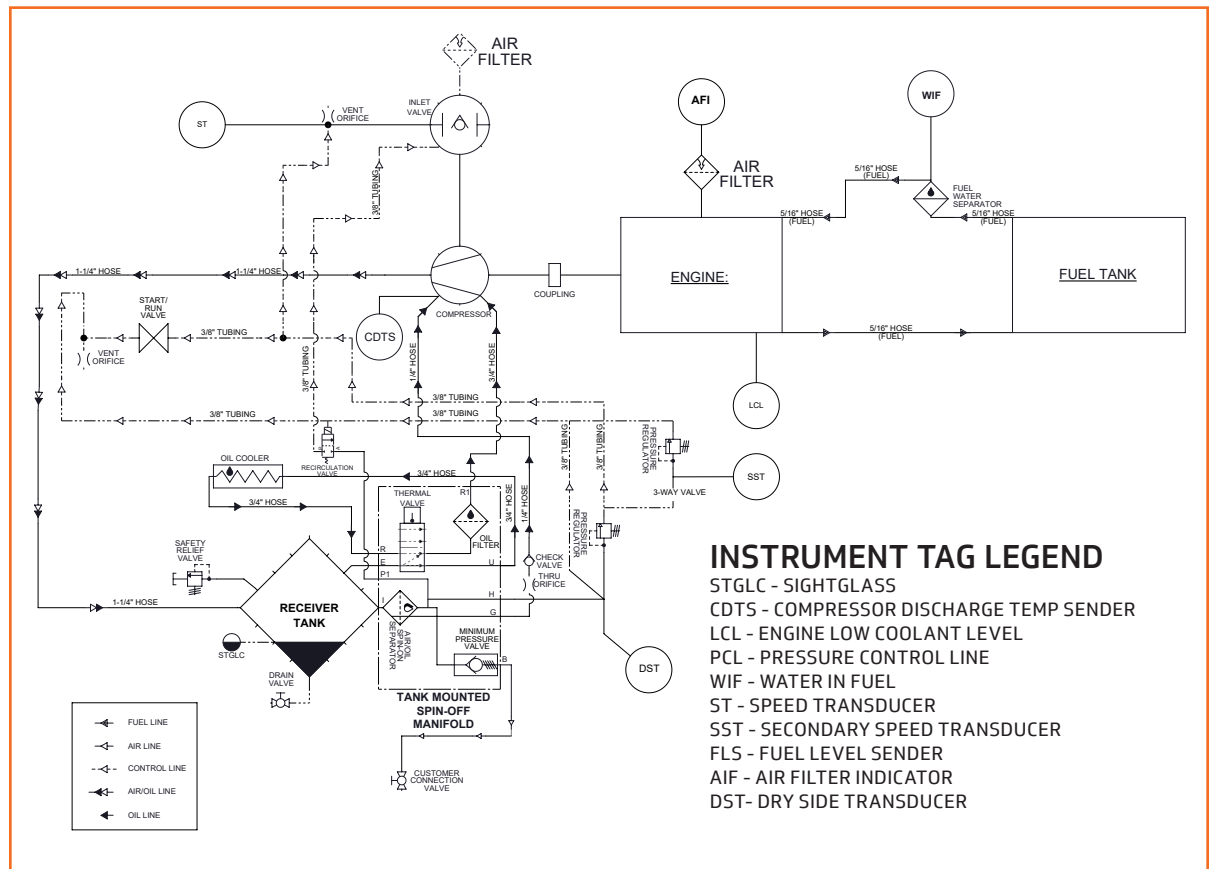 AIR
FILTER
ST
VENT
ORIFICE
INLET
VALVE
AFI
WIF
AIR
FILTER
5/16" HOSE
(FUEL)
FUEL
WATER
SEPARATOR
5/16" HOSE
(FUEL)
5/16" HOSE
(FUEL)
3/8" TUBING
1-1/4" HOSE
1-1/4" HOSE
COMPRESSOR
COUPLING
ENGINE:
FUEL TANK
START/
RUN
VALVE
3/8" TUBING
VENT
ORIFICE
CDTS
5/16" HOSE
(FUEL)
3/8" TUBING
1/4" HOSE
3/4" HOSE
LCL
3/8" TUBING
3/8" TUBING
3/8" TUBING
3/8" TUBING
3/8" TUBING
PRESSURE
REGULATOR
RECIRCULATION
VALVE
OIL COOLER
3/4" HOSE
3/4" HOSE
SST
3-WAY VALVE
THERMAL
VALVE
R1
3/4" HOSE
1/4" HOSE
PRESSURE
REGULATOR
OIL
FILTER
SAFETY
RELIEF
VALVE
R
E
P1
U
CHECK
VALVE
THRU
ORIFICE
1-1/4" HOSE
RECEIVER
TANK
I
H
G
AIR/OIL
SPIN-ON
SEPARATOR
MINIMUM
PRESSURE
VALVE
B
STGLC
DRAIN
VALVE
DST
TANK MOUNTED
SPIN-OFF
MANIFOLD
CUSTOMER
CONNECTION
VALVE
FUEL LINE
AIR LINE
CONTROL LINE
AIR/OIL LINE
OIL LINE
INSTRUMENT TAG LEGEND
STGLC - SIGHTGLASS
CDTS - COMPRESSOR DISCHARGE TEMP SENDER
LCL - ENGINE LOW COOLANT LEVEL
PCL - PRESSURE CONTROL LINE
WIF - WATER IN FUEL
ST - SPEED TRANSDUCER
SST - SECONDARY SPEED TRANSDUCER
FLS - FUEL LEVEL SENDER
AIF - AIR FILTER INDICATOR
DST- DRY SIDE TRANSDUCER